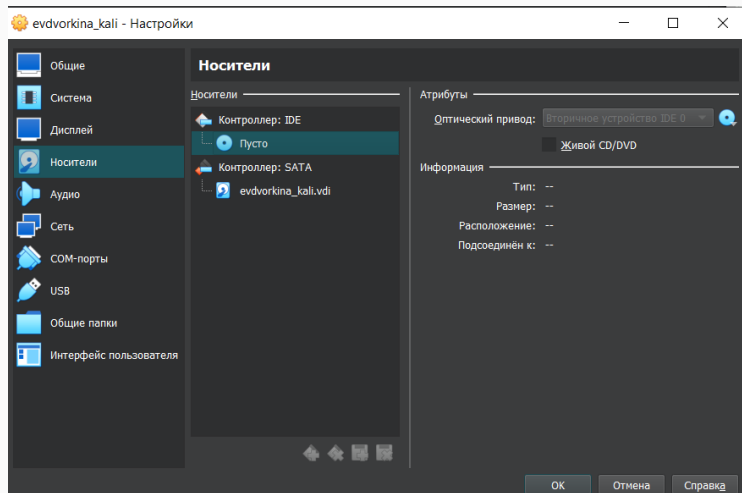 evdvorkina_kali - Настройки
Общие
Система
Дисплей
Носители
Аудио
Сеть
COM-порты
USB
Общие папки
Интерфейс пользователя
Носители
Носители
Контроллер: IDE
Пусто
Контроллер: SATA
evdvorkina_kali.vdi
Атрибуты
Оптический привод: Вторичное устройство IDE 0
Живой CD/DVD
Информация
Тип: --
Размер: --
Расположение: --
Подсоединён к: --
OK Отмена Справка